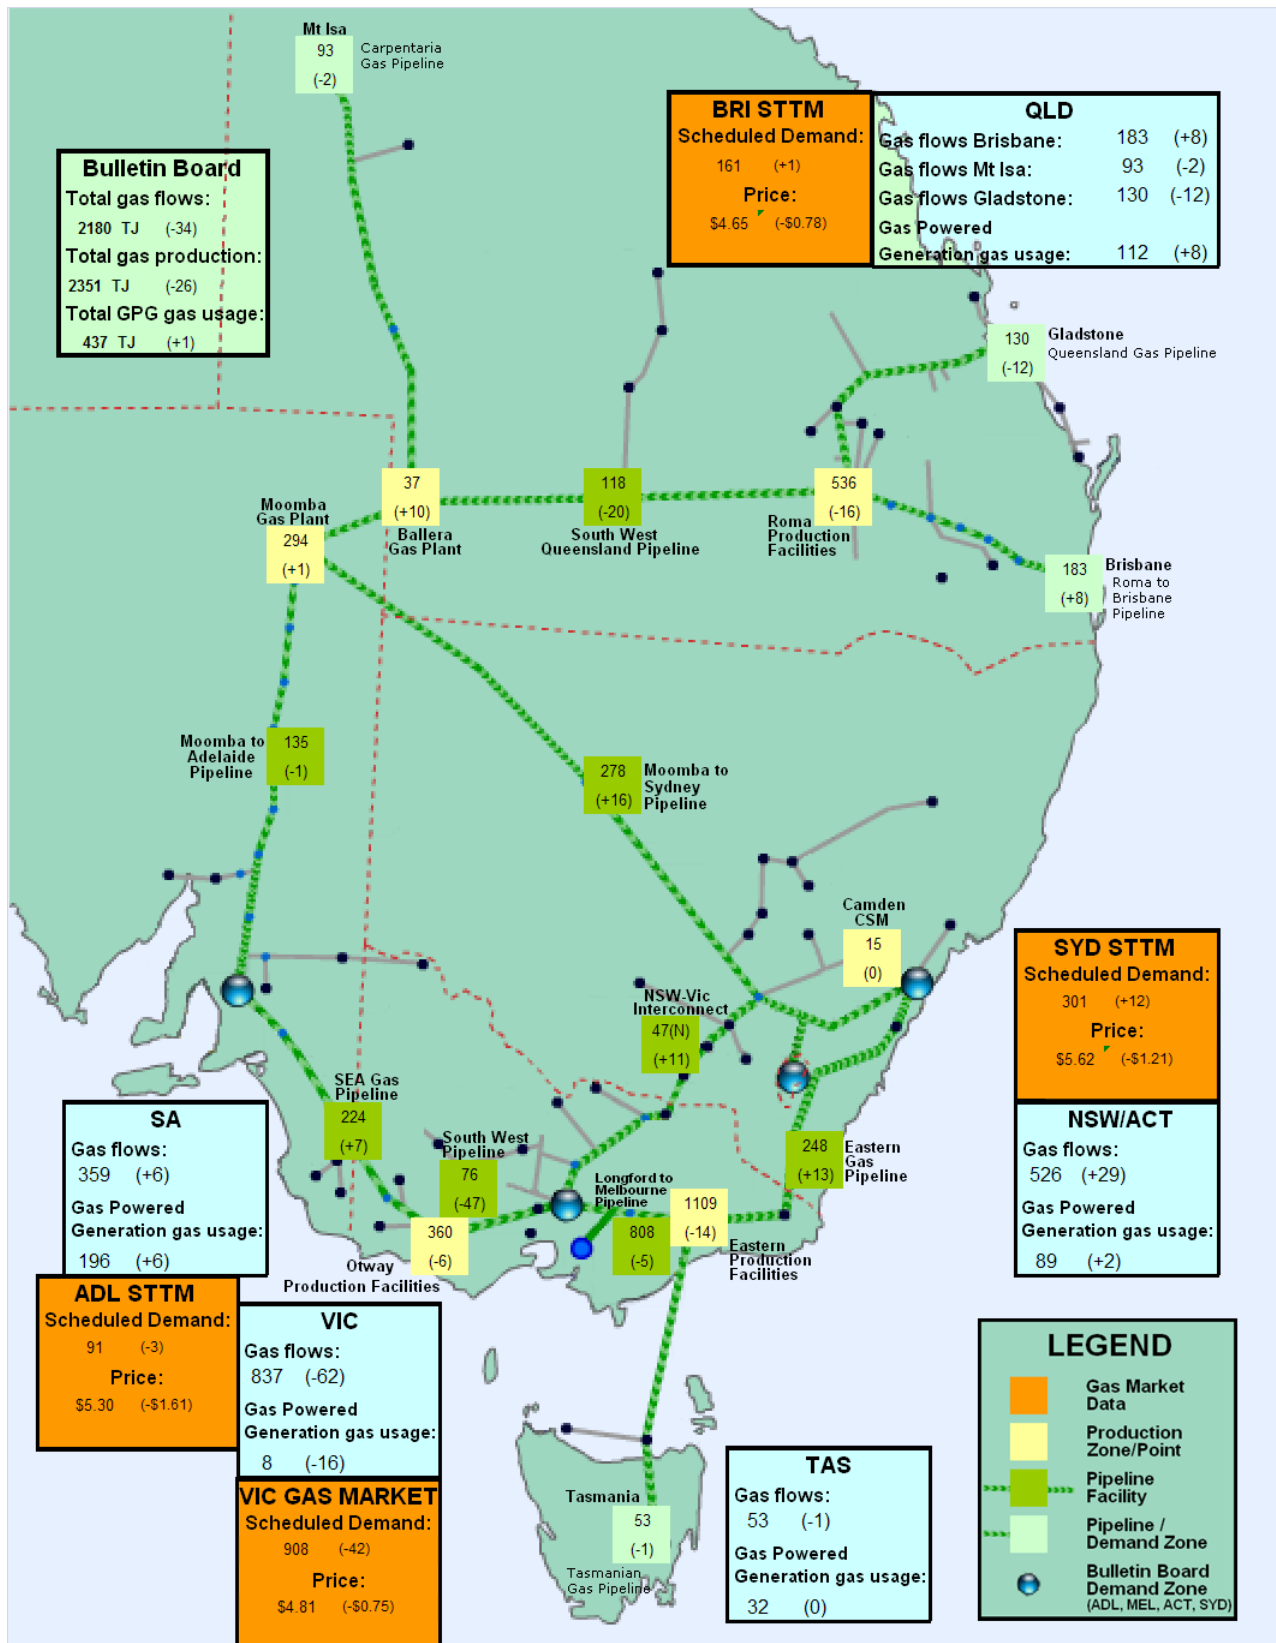 Mt Isa
93
(-2)
Carpentaria
Gas Pipeline
BRI STTM
Scheduled Demand:
161 (+1)
Price:
$4.65 (-$0.78)
QLD
Gas flows Brisbane: 183 (+8)
Gas flows Mt Isa: 93 (-2)
Gas flows Gladstone: 130 (-12)
Gas Powered
Generation gas usage: 112 (+8)
Bulletin Board
Total gas flows:
2180 TJ (-34)
Total gas production:
2351 TJ (-26)
Total GPG gas usage:
437 TJ (+1)
130
(-12)
Gladstone
Queensland Gas Pipeline
37
(+10)
Ballera
Gas Plant
118
(-20)
South West
Queensland Pipeline
536
(-16)
Roma
Production
Facilities
Moomba
Gas Plant
294
(+1)
183
(+8)
Brisbane
Roma to
Brisbane
Pipeline
Moomba to
Adelaide
Pipeline
135
(-1)
278
(+16)
Moomba to
Sydney
Pipeline
Camden
CSM
15
(0)
SYD STTM
Scheduled Demand:
301 (+12)
Price:
$5.62 (-$1.21)
NSW-Vic
Interconnect
47(N)
(+11)
SEA Gas
Pipeline
224
(+7)
NSW/ACT
Gas flows:
526 (+29)
Gas Powered
Generation gas usage:
89 (+2)
SA
Gas flows:
359 (+6)
Gas Powered
Generation gas usage:
196 (+6)
South West
Pipeline
76
(-47)
248
(+13)
Eastern
Gas
Pipeline
Longford to
Melbourne
Pipeline
808
(-5)
1109
(-14)
Eastern
Production
Facilities
360
(-6)
Otway
Production Facilities
ADL STTM
Scheduled Demand:
91 (-3)
Price:
$5.30 (-$1.61)
VIC
Gas flows:
837 (-62)
Gas Powered
Generation gas usage:
8 (-16)
VIC GAS MARKET
Scheduled Demand:
908 (-42)
Price:
$4.81 (-$0.75)
Tasmania
53
(-1)
Tasmanian
Gas Pipeline
TAS
Gas flows:
53 (-1)
Gas Powered
Generation gas usage:
32 (0)
LEGEND
Gas Market
Data
Production
Zone/Point
Pipeline
Facility
Pipeline /
Demand Zone
Bulletin Board
Demand Zone
(ADL, MEL, ACT, SYD)